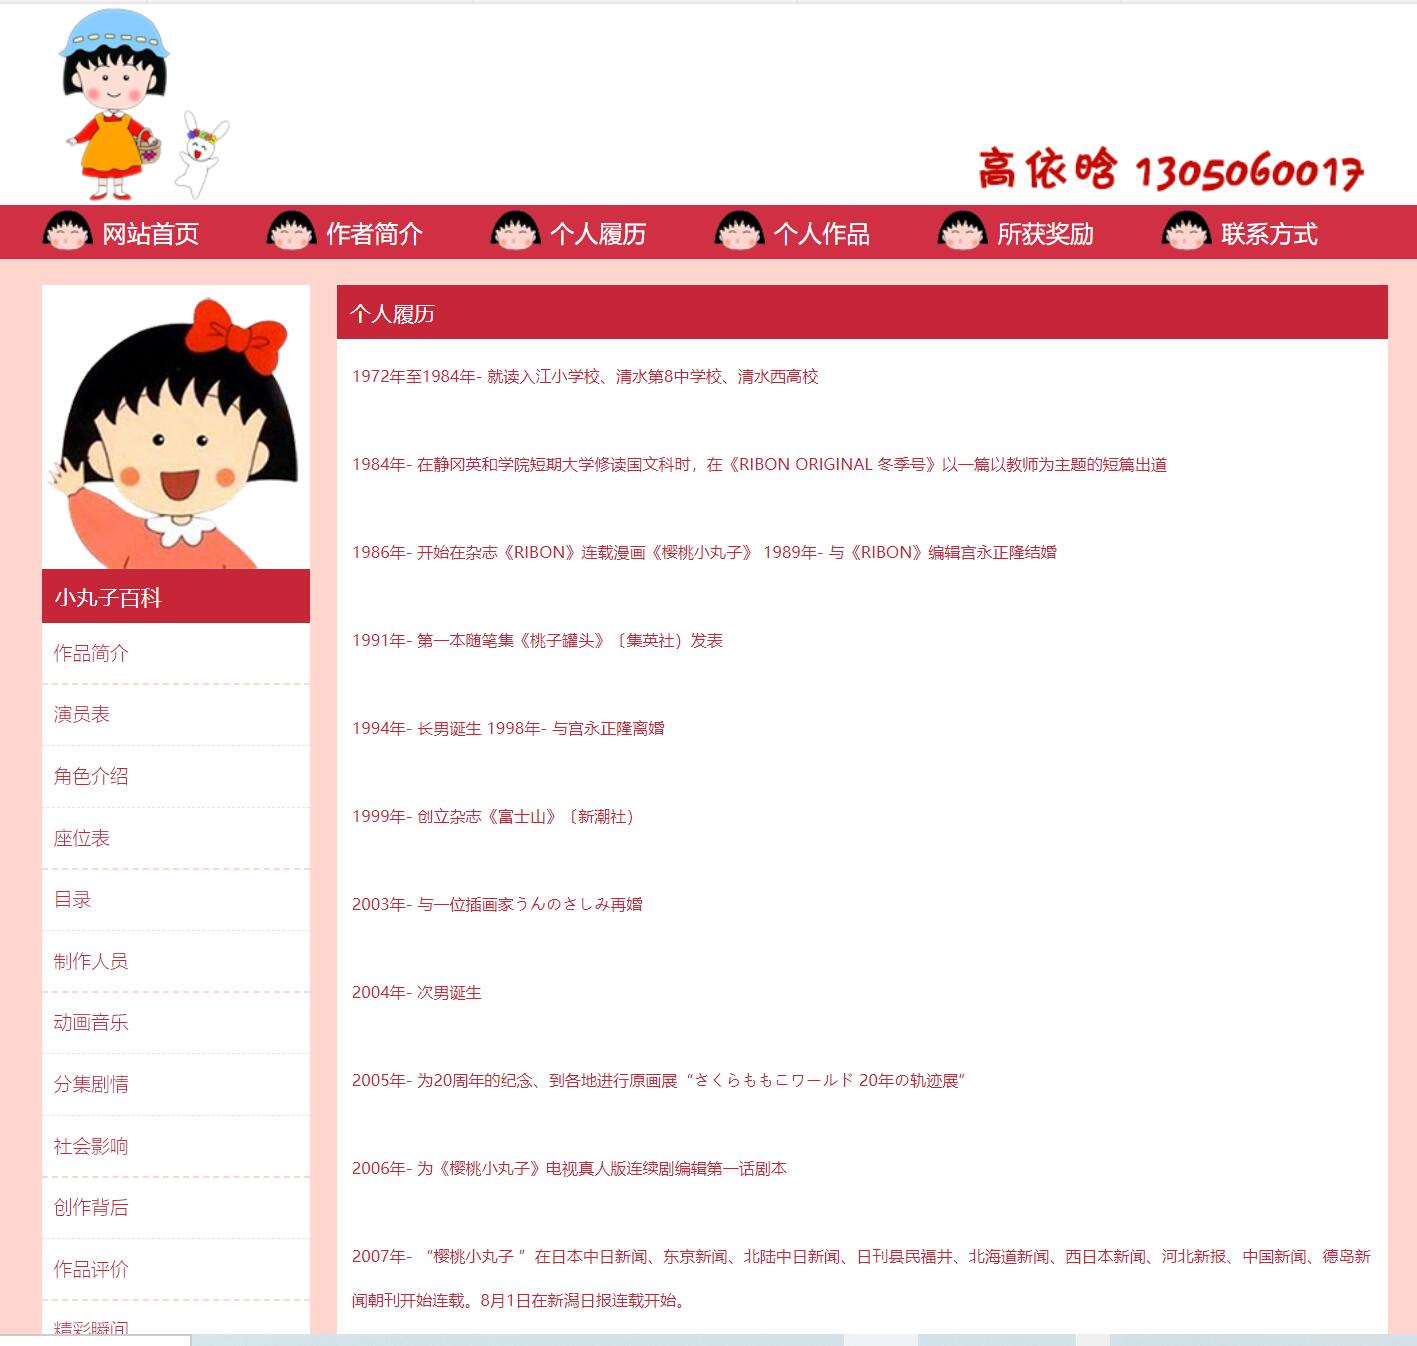 高依晗 1305060017
网站首页
作者简介
个人履历
个人作品
所获奖励
联系方式
小丸子百科
作品简介
演员表
角色介绍
座位表
目录
制作人员
动画音乐
分集剧情
社会影响
创作背后
作品评价
精彩瞬间
个人履历
1972年至1984年- 就读入江小学校、清水第8中学校、清水西高校
1984年- 在静冈英和学院短期大学修读国文科时，在《RIBON ORIGINAL 冬季号》以一篇以教师为主题的短篇出道
1986年- 开始在杂志《RIBON》连载漫画《樱桃小丸子》 1989年- 与《RIBON》编辑宫永正隆结婚
1991年- 第一本随笔集《桃子罐头》〔集英社）发表
1994年- 长男诞生 1998年- 与宫永正隆离婚
1999年- 创立杂志《富士山》〔新潮社）
2003年- 与一位插画家うんのさしみ再婚
2004年- 次男诞生
2005年- 为20周年的纪念、到各地进行原画展“さくらももこワールド 20年の轨迹展”
2006年- 为《樱桃小丸子》电视真人版连续剧编辑第一话剧本
2007年- “樱桃小丸子 ”在日本中日新闻、东京新闻、北陆中日新闻、日刊县民福井、北海道新闻、西日本新闻、河北新报、中国新闻、德岛新
闻朝刊开始连载。8月1日在新潟日报连载开始。